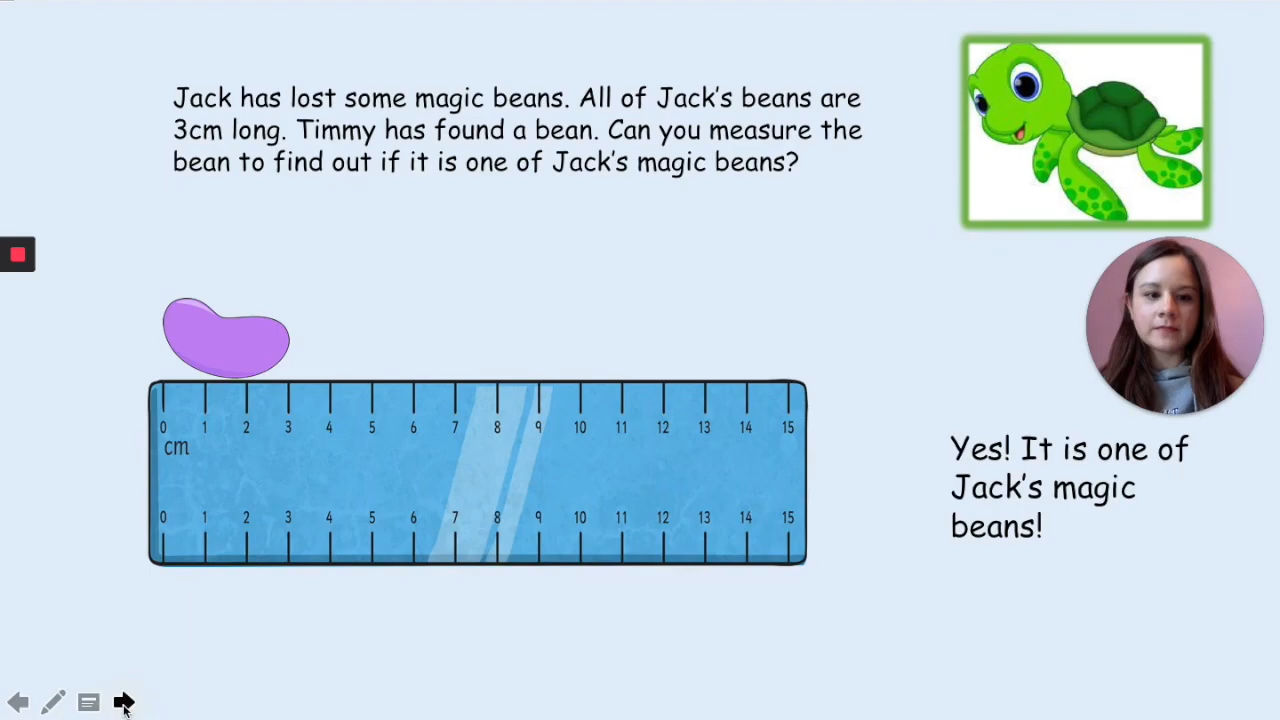 Jack has lost some magic beans. All of Jack's beans are
3cm long. Timmy has found a bean. Can you measure the
bean to find out if it is one of Jack's magic beans?
0 1 2 3 4 5 6 7 8 9 10 11 12 13 14 15
cm
0 1 2 3 4 5 6 7 8 9 10 11 12 13 14 15
Yes! It is one of
Jack's magic
beans!